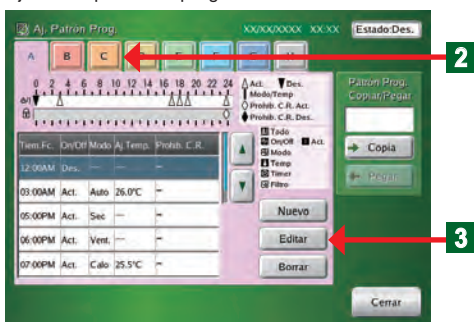 Aj. Patrón Prog.
XX/XX/XXXX XX:XX
Estado:Des.
A B C
2
0 2 4 6 8 10 12 14 16 18 20 22 24
Act. Des.
Modo/Temp
Prohib. C.R. Act.
Prohib. C.R. Des.
Todo
On/Off Act.
Modo
Temp
Timer
Filtro
Patrón Prog.
Copiar/Pegar
Copia
Pegar
Tiem.Fc. On/Off Modo Aj.Temp. Prohib. C.R.
12:00AM Des. — — –
03:00AM Act. Auto 26.0°C –
05:00PM Act. Sec — –
06:00PM Act. Vent. — –
07:00PM Act. Calo 25.5°C –
Nuevo
Editar
3
Borrar
Cerrar